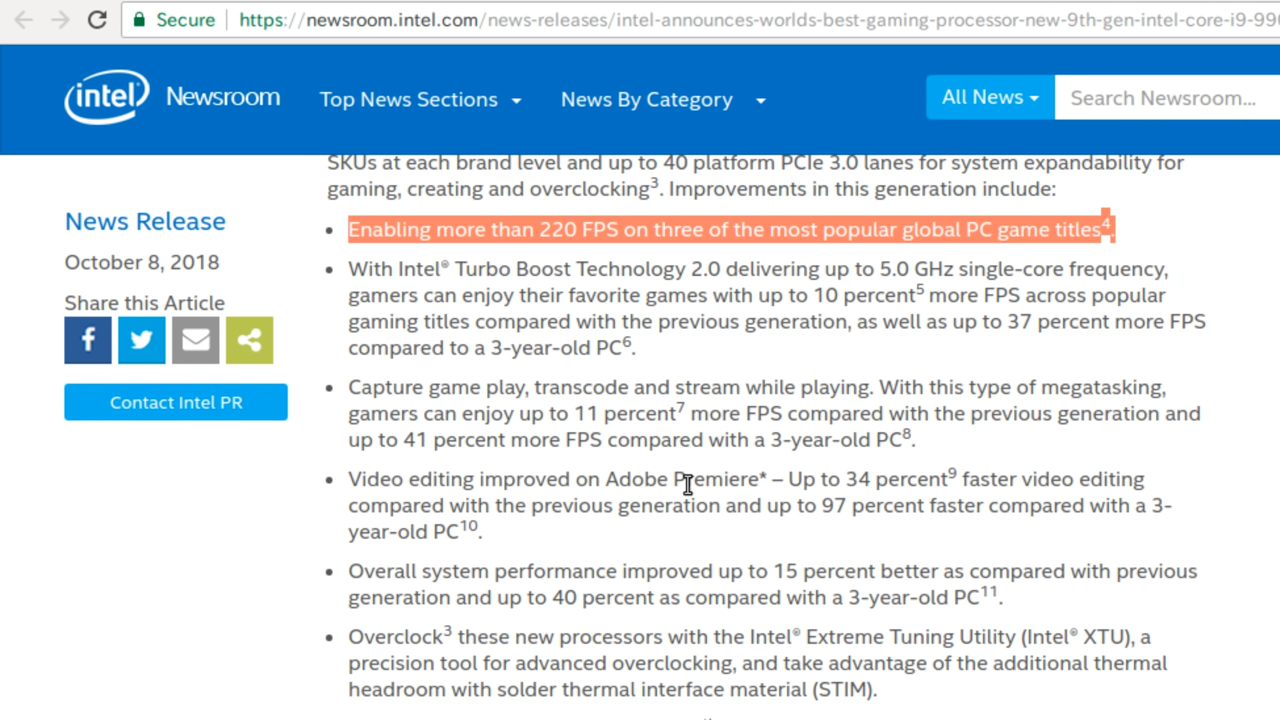 Secure https://newsroom.intel.com/news-releases/intel-announces-worlds-best-gaming-processor-new-9th-gen-intel-core-i9-990
intel Newsroom Top News Sections News By Category All News Search Newsroom...
SKUs at each brand level and up to 40 platform PCIe 3.0 lanes for system expandability for
gaming, creating and overclocking3. Improvements in this generation include:
News Release
October 8, 2018
Share this Article
Contact Intel PR
• Enabling more than 220 FPS on three of the most popular global PC game titles4.
• With Intel® Turbo Boost Technology 2.0 delivering up to 5.0 GHz single-core frequency,
gamers can enjoy their favorite games with up to 10 percent5 more FPS across popular
gaming titles compared with the previous generation, as well as up to 37 percent more FPS
compared to a 3-year-old PC6.
• Capture game play, transcode and stream while playing. With this type of megatasking,
gamers can enjoy up to 11 percent7 more FPS compared with the previous generation and
up to 41 percent more FPS compared with a 3-year-old PC8.
• Video editing improved on Adobe Premiere* – Up to 34 percent9 faster video editing
compared with the previous generation and up to 97 percent faster compared with a 3-
year-old PC10.
• Overall system performance improved up to 15 percent better as compared with previous
generation and up to 40 percent as compared with a 3-year-old PC11.
• Overclock3 these new processors with the Intel® Extreme Tuning Utility (Intel® XTU), a
precision tool for advanced overclocking, and take advantage of the additional thermal
headroom with solder thermal interface material (STIM).